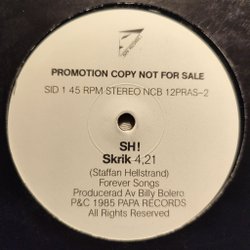 PROMOTION COPY NOT FOR SALE
SID 1 45 RPM STEREO NCB 12PRAS-2
SH!
Skrik 4,21
(Staffan Hellstrand)
Forever Songs
Producerad Av Billy Bolero
P&C 1985 PAPA RECORDS
All Rights Reserved